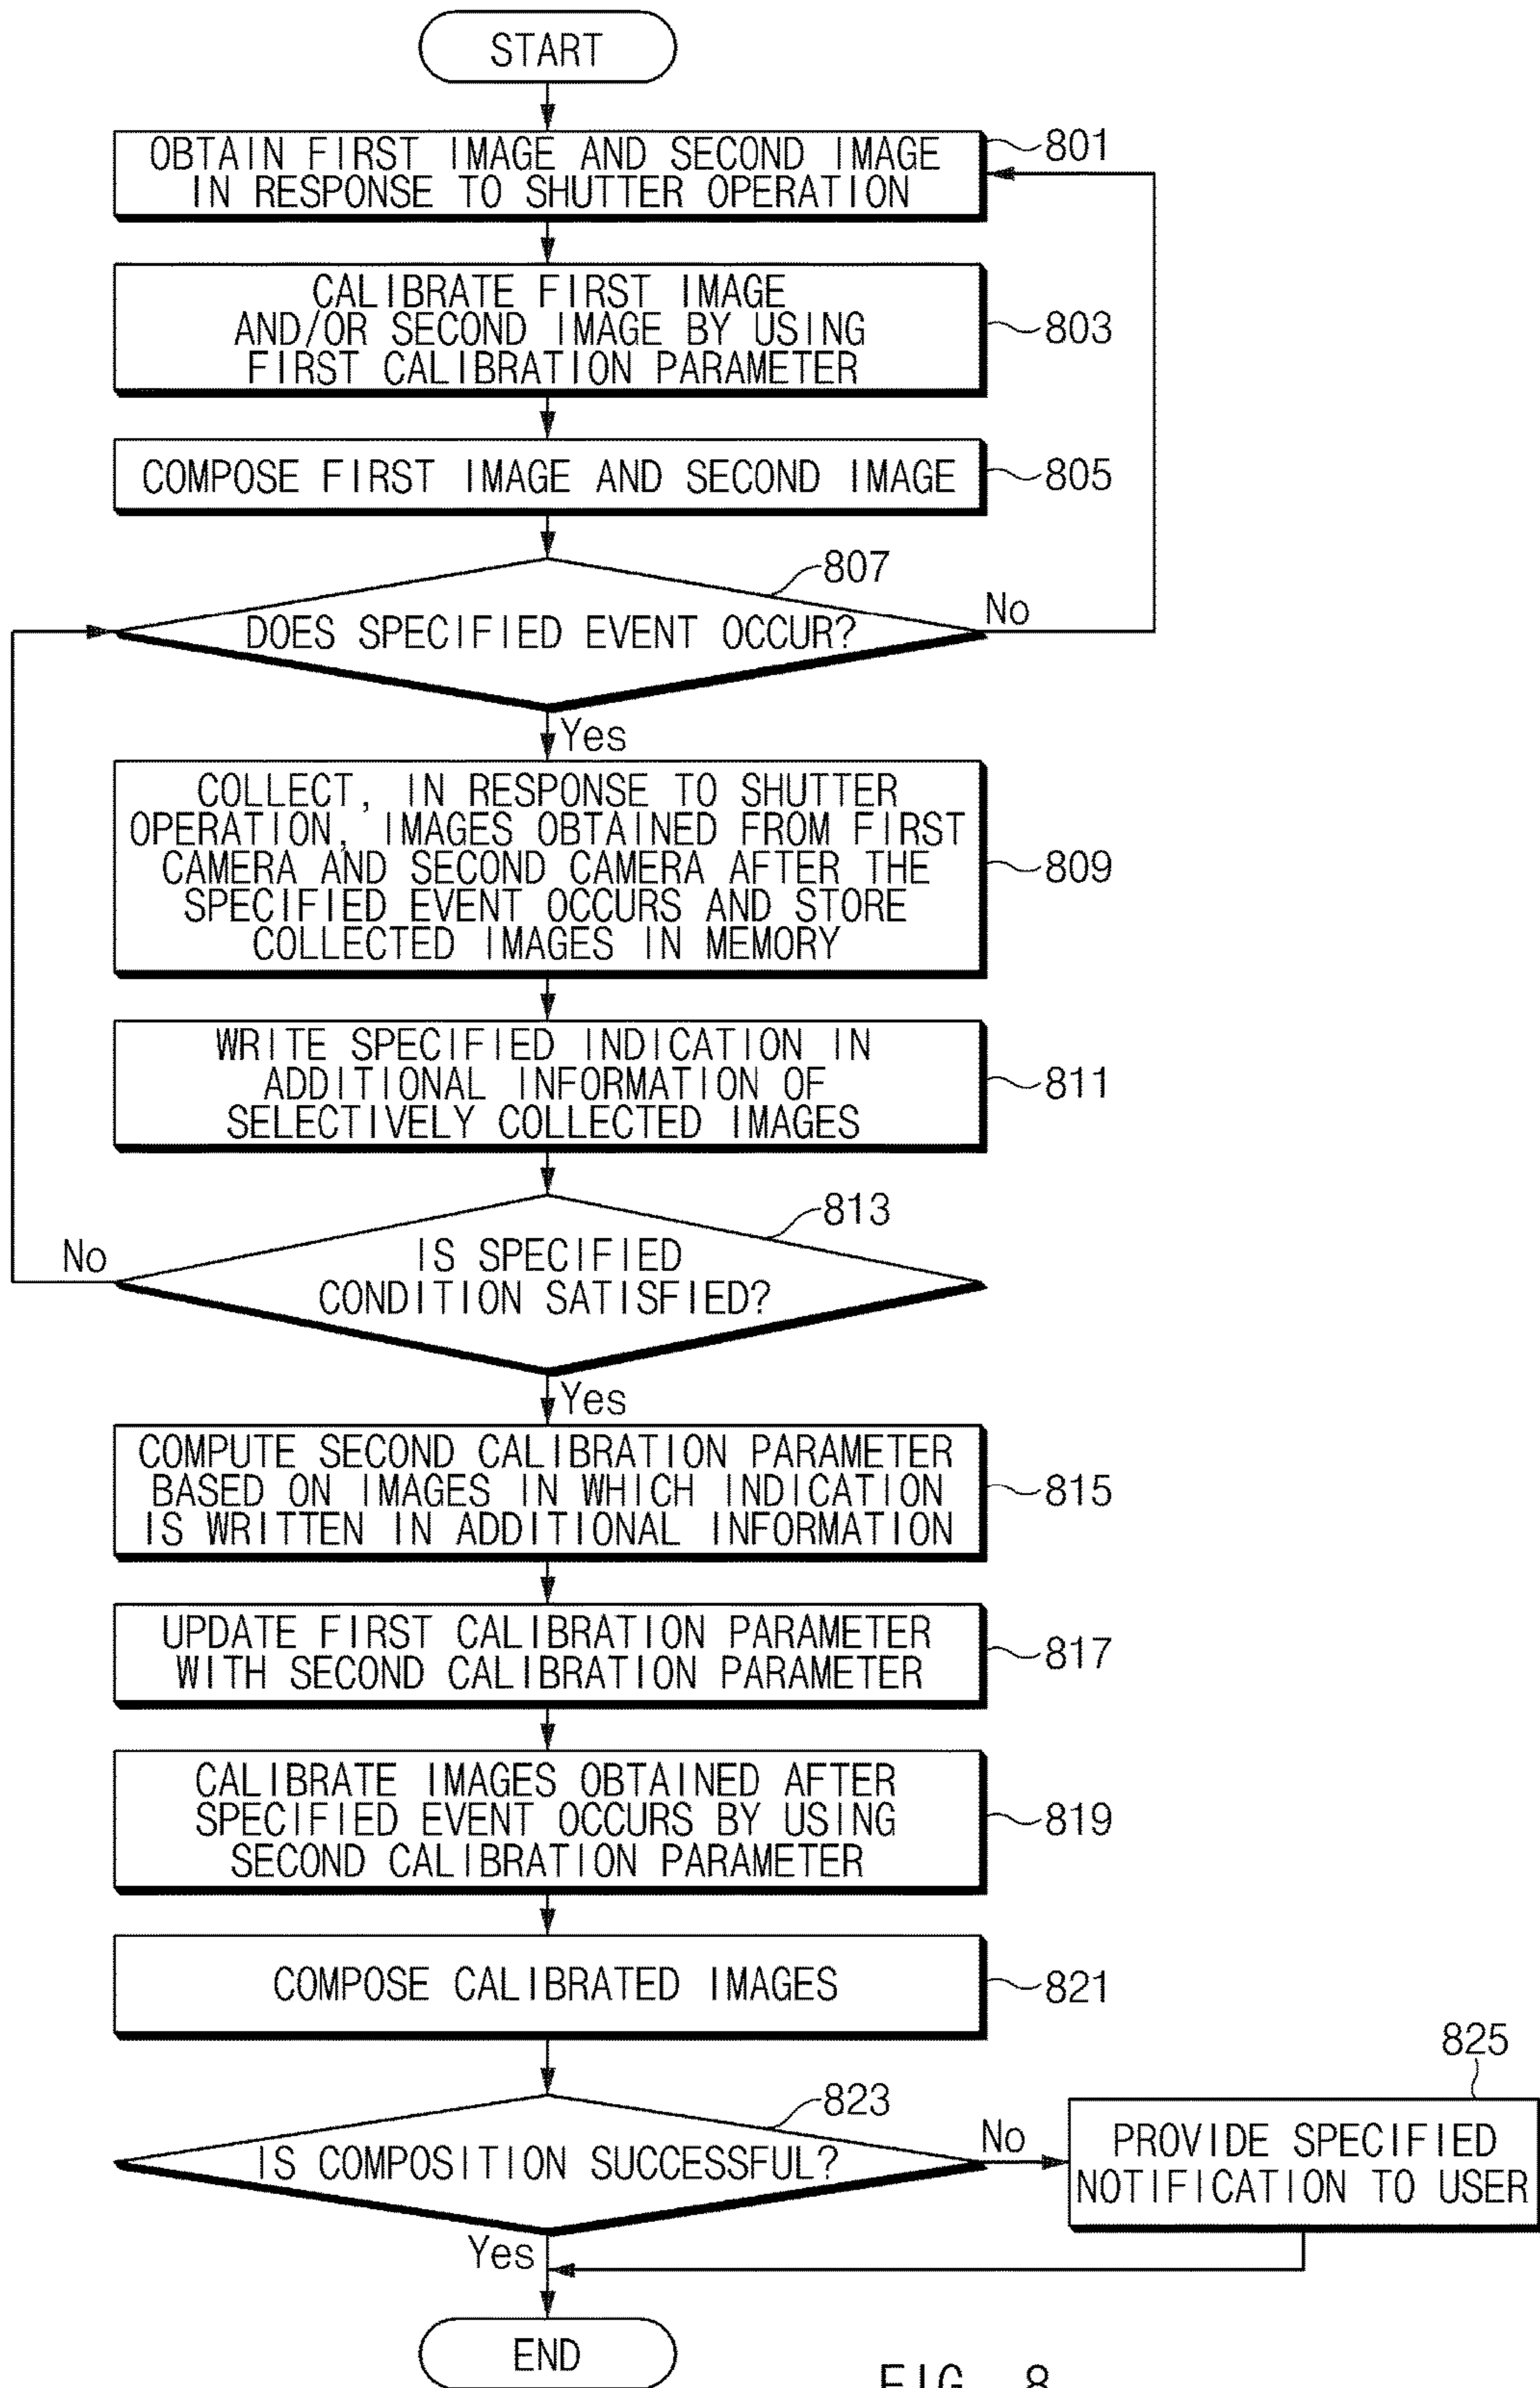 START
OBTAIN FIRST IMAGE AND SECOND IMAGE
IN RESPONSE TO SHUTTER OPERATION
801
CALIBRATE FIRST IMAGE
AND/OR SECOND IMAGE BY USING
FIRST CALIBRATION PARAMETER
803
COMPOSE FIRST IMAGE AND SECOND IMAGE
805
807
DOES SPECIFIED EVENT OCCUR?
No
Yes
COLLECT, IN RESPONSE TO SHUTTER
OPERATION, IMAGES OBTAINED FROM FIRST
CAMERA AND SECOND CAMERA AFTER THE
SPECIFIED EVENT OCCURS AND STORE
COLLECTED IMAGES IN MEMORY
809
WRITE SPECIFIED INDICATION IN
ADDITIONAL INFORMATION OF
SELECTIVELY COLLECTED IMAGES
811
813
No
IS SPECIFIED
CONDITION SATISFIED?
Yes
COMPUTE SECOND CALIBRATION PARAMETER
BASED ON IMAGES IN WHICH INDICATION
IS WRITTEN IN ADDITIONAL INFORMATION
815
UPDATE FIRST CALIBRATION PARAMETER
WITH SECOND CALIBRATION PARAMETER
817
CALIBRATE IMAGES OBTAINED AFTER
SPECIFIED EVENT OCCURS BY USING
SECOND CALIBRATION PARAMETER
819
COMPOSE CALIBRATED IMAGES
821
823
IS COMPOSITION SUCCESSFUL?
No
825
PROVIDE SPECIFIED
NOTIFICATION TO USER
Yes
END
FIG. 8